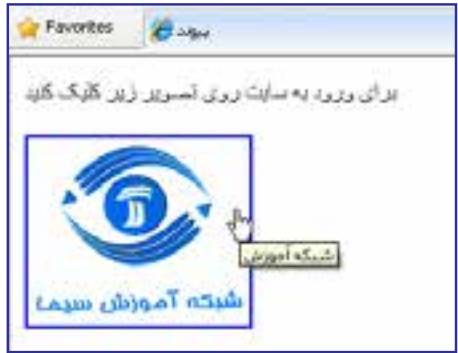 Favorites
پیوند
برای ورود به سایت روی تصویر زیر کلیک کنید
شبکه آموزش
شبکه آموزش سیما